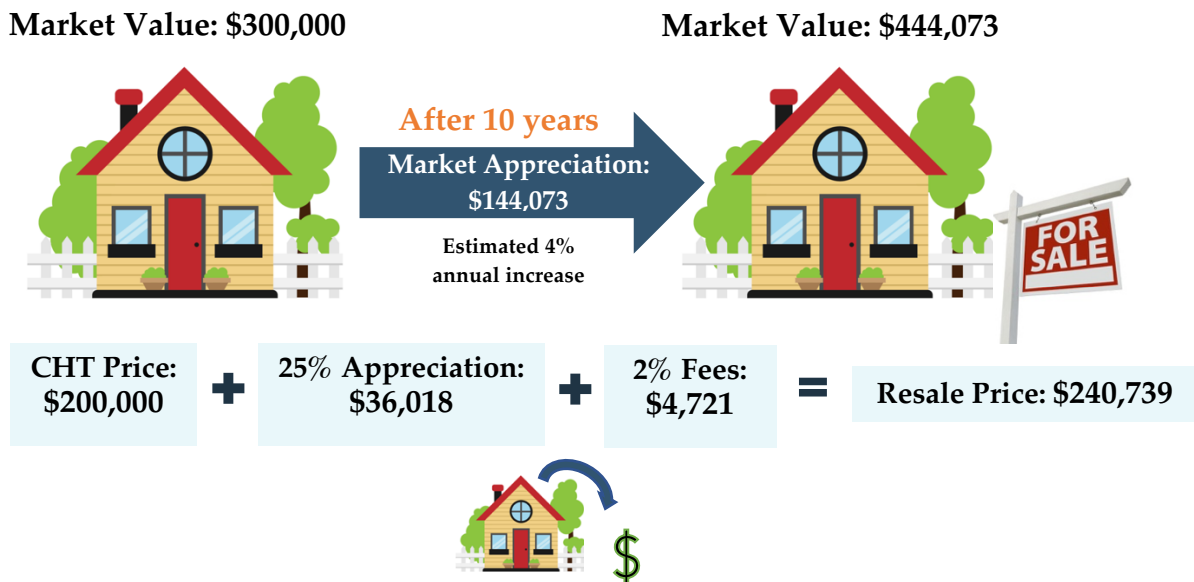 Market Value: $300,000
Market Value: $444,073
After 10 years
Market Appreciation:
$144,073
Estimated 4%
annual increase
FOR
SALE
CHT Price:
$200,000
+
25% Appreciation:
$36,018
+
2% Fees:
$4,721
=
Resale Price: $240,739
$